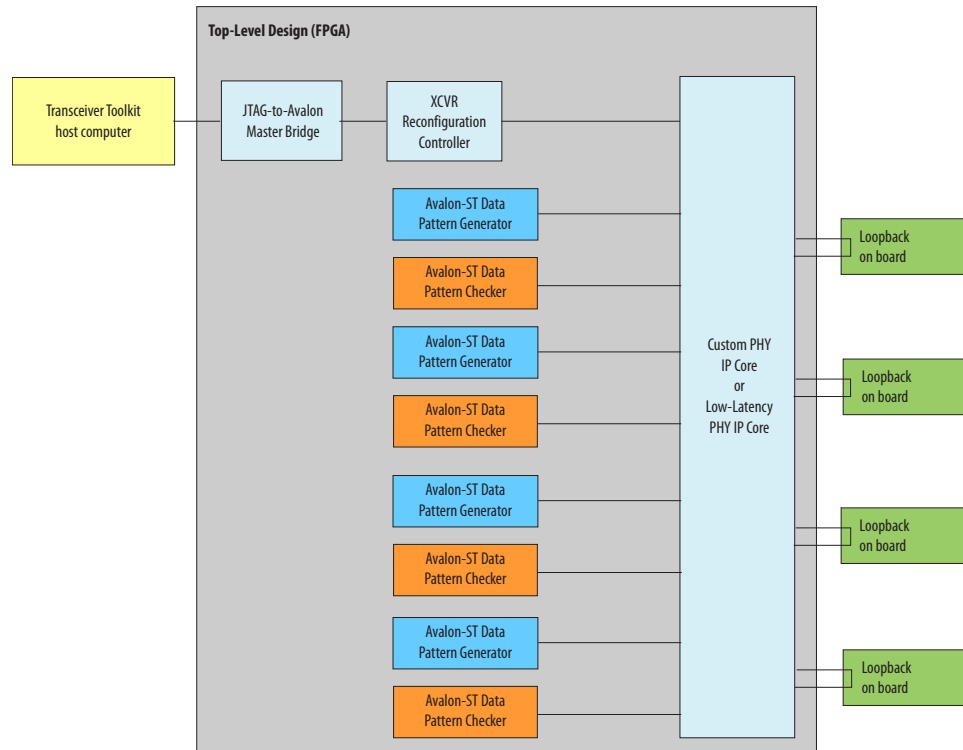 Top-Level Design (FPGA)
Transceiver Toolkit
host computer
JTAG-to-Avalon
Master Bridge
XCVR
Reconfiguration
Controller
Avalon-ST Data
Pattern Generator
Avalon-ST Data
Pattern Checker
Avalon-ST Data
Pattern Generator
Avalon-ST Data
Pattern Checker
Avalon-ST Data
Pattern Generator
Avalon-ST Data
Pattern Checker
Avalon-ST Data
Pattern Generator
Avalon-ST Data
Pattern Checker
Custom PHY
IP Core
or
Low-Latency
PHY IP Core
Loopback
on board
Loopback
on board
Loopback
on board
Loopback
on board